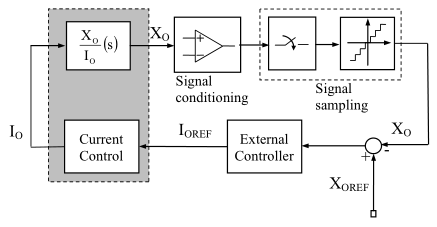 X_O
I_O (s)
X_O
Signal
conditioning
Signal
sampling
I_O
Current
Control
I_OREF
External
Controller
X_O
+
-
X_OREF